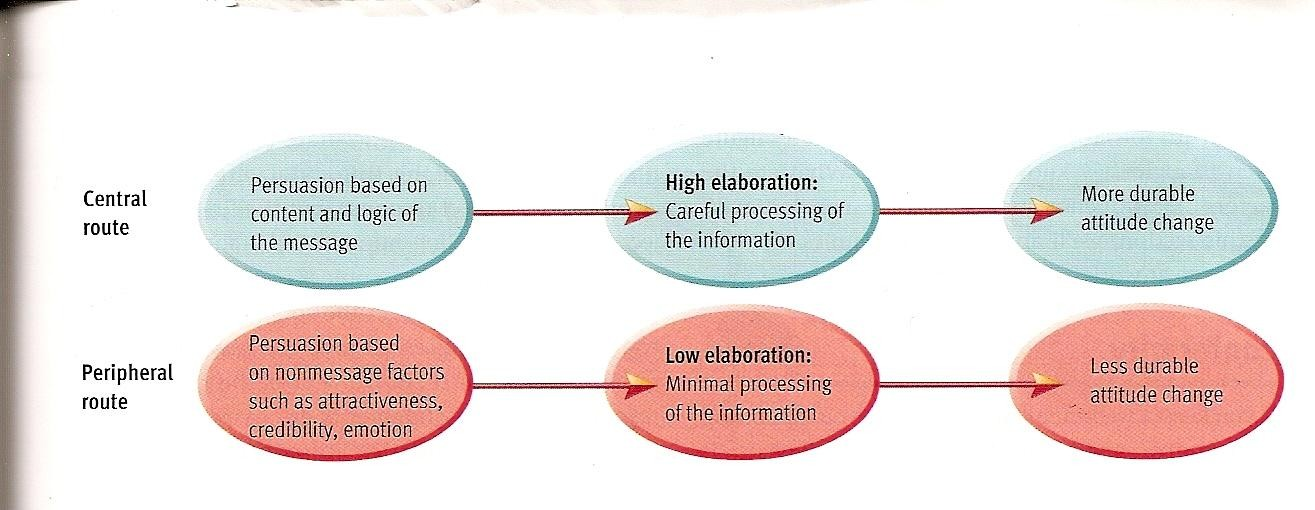 Central
route
Persuasion based on
content and logic of
the message
High elaboration:
Careful processing of
the information
More durable
attitude change
Peripheral
route
Persuasion based
on nonmessage factors
such as attractiveness,
credibility, emotion
Low elaboration:
Minimal processing
of the information
Less durable
attitude change